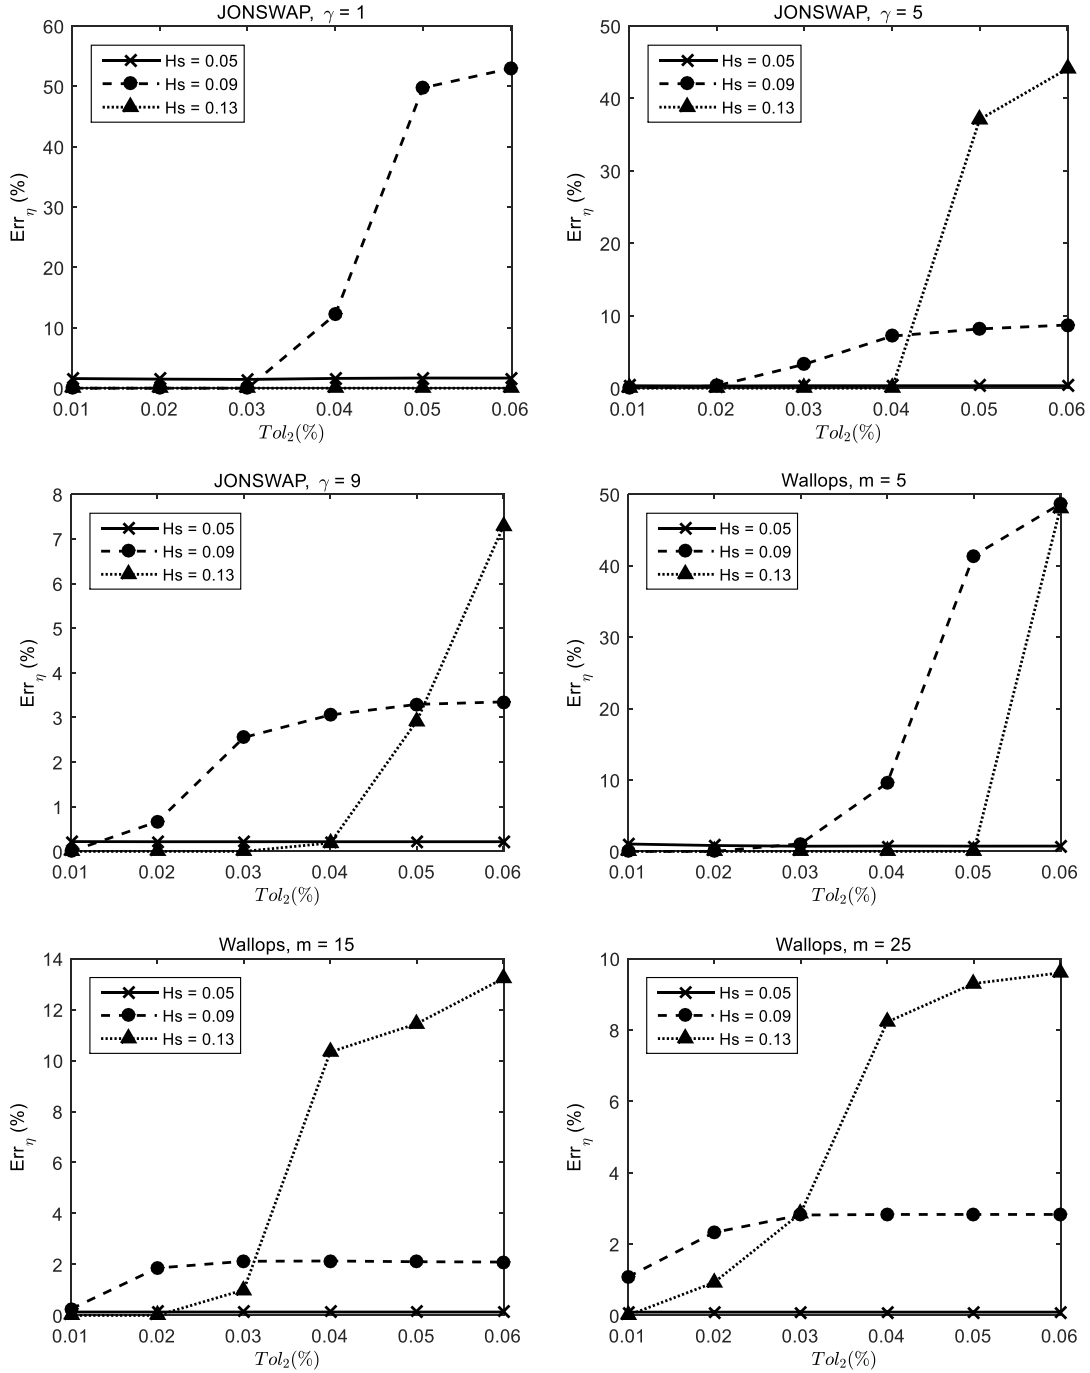 JONSWAP, γ = 1
Hs = 0.05
Hs = 0.09
Hs = 0.13
60
50
40
30
20
10
0
Err η (%)
0.01 0.02 0.03 0.04 0.05 0.06
Tol2(%)
JONSWAP, γ = 5
Hs = 0.05
Hs = 0.09
Hs = 0.13
50
40
30
20
10
0
Err η (%)
0.01 0.02 0.03 0.04 0.05 0.06
Tol2(%)
JONSWAP, γ = 9
Hs = 0.05
Hs = 0.09
Hs = 0.13
8
7
6
5
4
3
2
1
0
Err η (%)
0.01 0.02 0.03 0.04 0.05 0.06
Tol2(%)
Wallops, m = 5
Hs = 0.05
Hs = 0.09
Hs = 0.13
50
40
30
20
10
0
Err η (%)
0.01 0.02 0.03 0.04 0.05 0.06
Tol2(%)
Wallops, m = 15
Hs = 0.05
Hs = 0.09
Hs = 0.13
14
12
10
8
6
4
2
0
Err η (%)
0.01 0.02 0.03 0.04 0.05 0.06
Tol2(%)
Wallops, m = 25
Hs = 0.05
Hs = 0.09
Hs = 0.13
10
8
6
4
2
0
Err η (%)
0.01 0.02 0.03 0.04 0.05 0.06
Tol2(%)